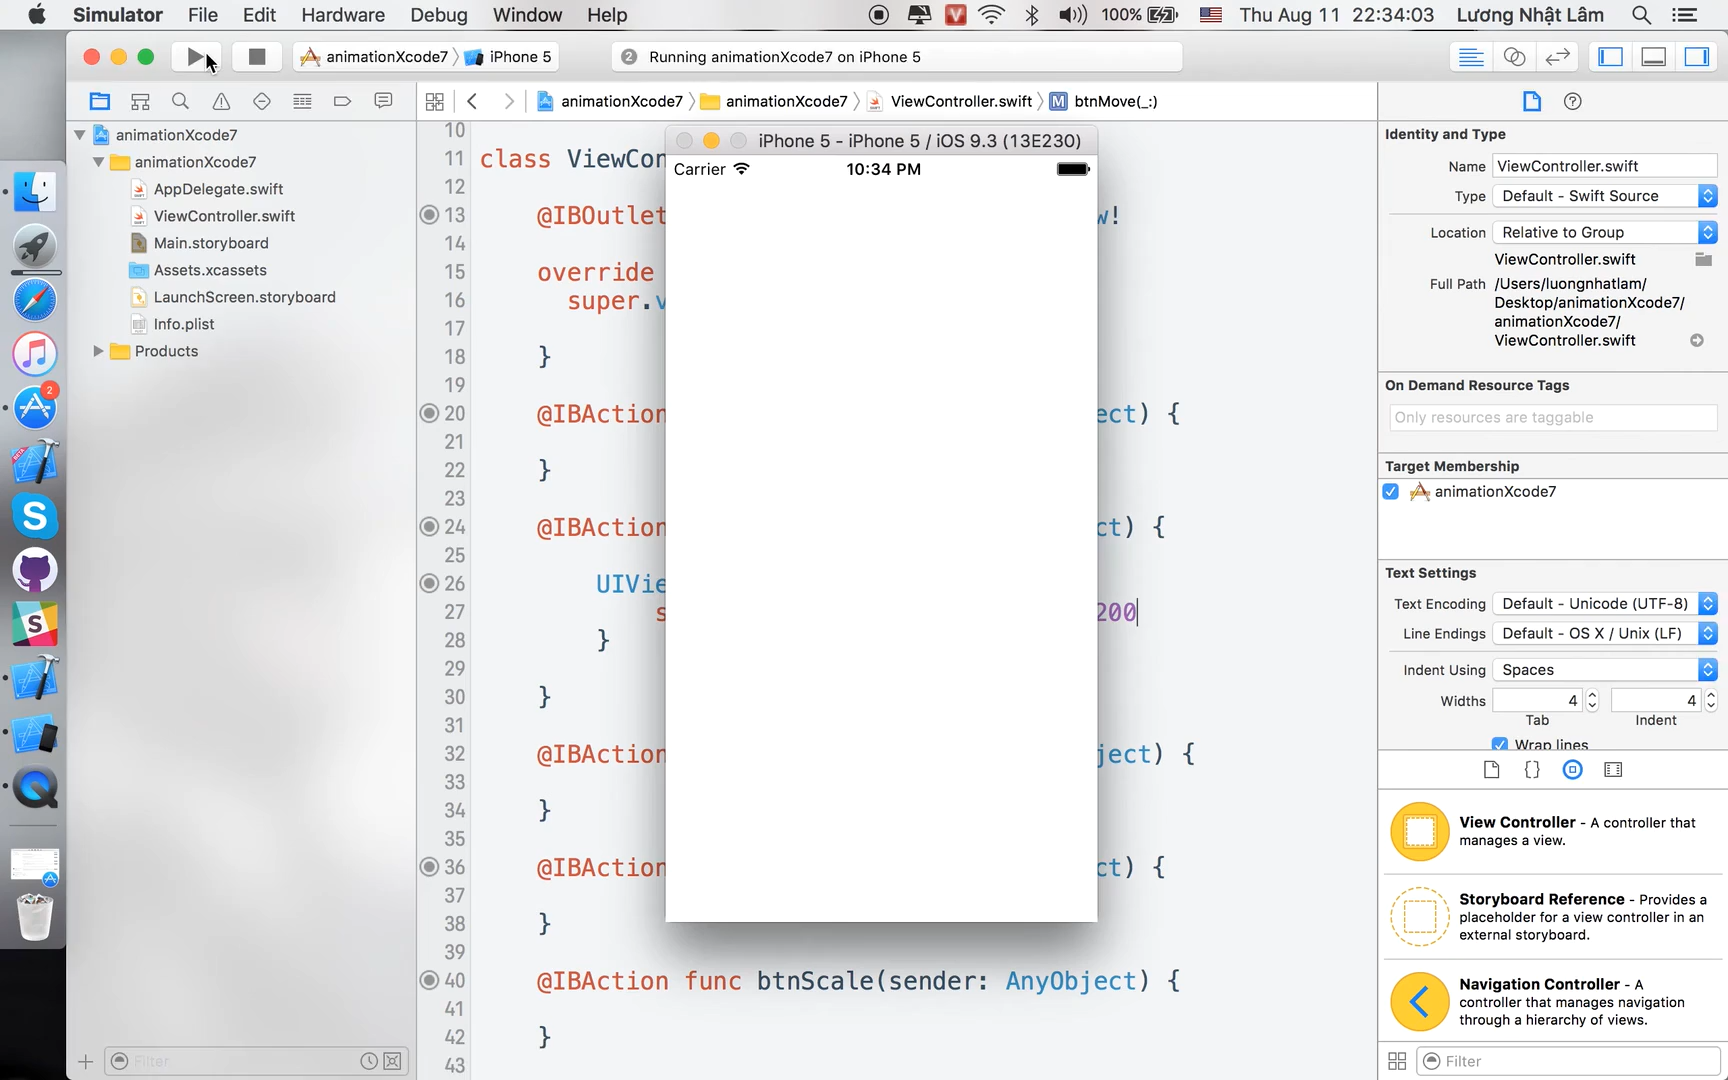 Simulator File Edit Hardware Debug Window Help 100% Thu Aug 11 22:34:03 Lương Nhật Lâm
animationXcode7 iPhone 5 2 Running animationXcode7 on iPhone 5
animationXcode7 animationXcode7 ViewController.swift M btnMove(_:)
animationXcode7
animationXcode7
AppDelegate.swift
ViewController.swift
Main.storyboard
Assets.xcassets
LaunchScreen.storyboard
Info.plist
Products
Filter
2
10
11 class ViewCon
12
13 @IBOutlet w!
14
15 override
16 super.v
17
18 }
19
20 @IBAction ect) {
21
22 }
23
24 @IBAction ct) {
25
26 UIVie
27 s 200
28 }
29
30 }
31
32 @IBAction ject) {
33
34 }
35
36 @IBAction ct) {
37
38 }
39
40 @IBAction func btnScale(sender: AnyObject) {
41
42 }
43
iPhone 5 - iPhone 5 / iOS 9.3 (13E230)
Carrier 10:34 PM
Identity and Type
Name ViewController.swift
Type Default - Swift Source
Location Relative to Group
ViewController.swift
Full Path /Users/luongnhatlam/
Desktop/animationXcode7/
animationXcode7/
ViewController.swift
On Demand Resource Tags
Only resources are taggable
Target Membership
animationXcode7
Text Settings
Text Encoding Default - Unicode (UTF-8)
Line Endings Default - OS X / Unix (LF)
Indent Using Spaces
Widths 4 4
Tab Indent
Wrap lines
View Controller - A controller that
manages a view.
Storyboard Reference - Provides a
placeholder for a view controller in an
external storyboard.
Navigation Controller - A
controller that manages navigation
through a hierarchy of views.
Filter